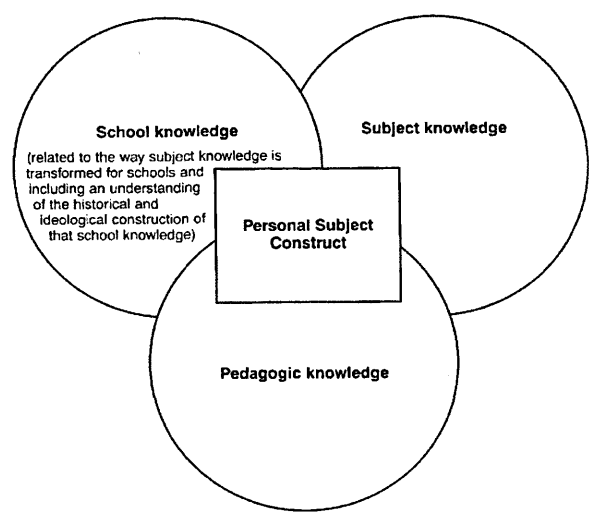 School knowledge
(related to the way subject knowledge is
transformed for schools and
including an understanding
of the historical and
ideological construction of
that school knowledge)
Subject knowledge
Personal Subject
Construct
Pedagogic knowledge